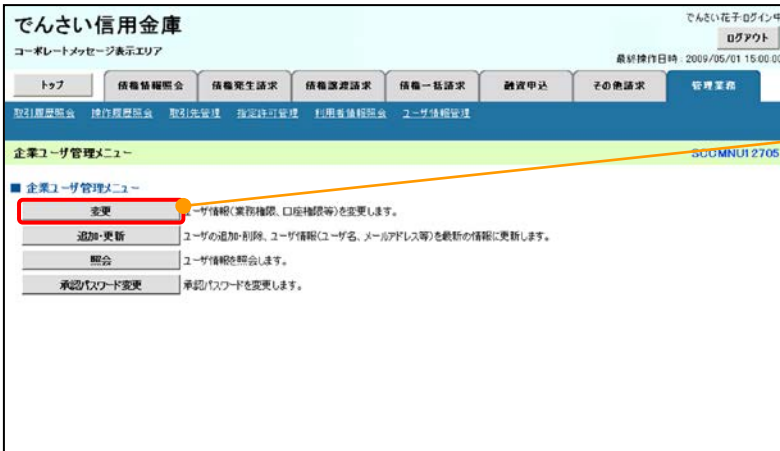 でんさい信用金庫
でんさい花子:ログイン中
ログアウト
コーポレートメッセージ表示エリア
最終操作日時：2009/05/01 15:00:00
トップ 債権情報照会 債権発生請求 債権譲渡請求 債権一括請求 融資申込 その他請求 管理業務
取引履歴照会 操作履歴照会 取引先管理 指定許可管理 利用者情報照会 ユーザ情報管理
企業ユーザ管理メニュー SCCMNU12705
■ 企業ユーザ管理メニュー
変更 ユーザ情報(業務権限、口座権限等)を変更します。
追加・更新 ユーザの追加・削除、ユーザ情報(ユーザ名、メールアドレス等)を最新の情報に更新します。
照会 ユーザ情報を照会します。
承認パスワード変更 承認パスワードを変更します。